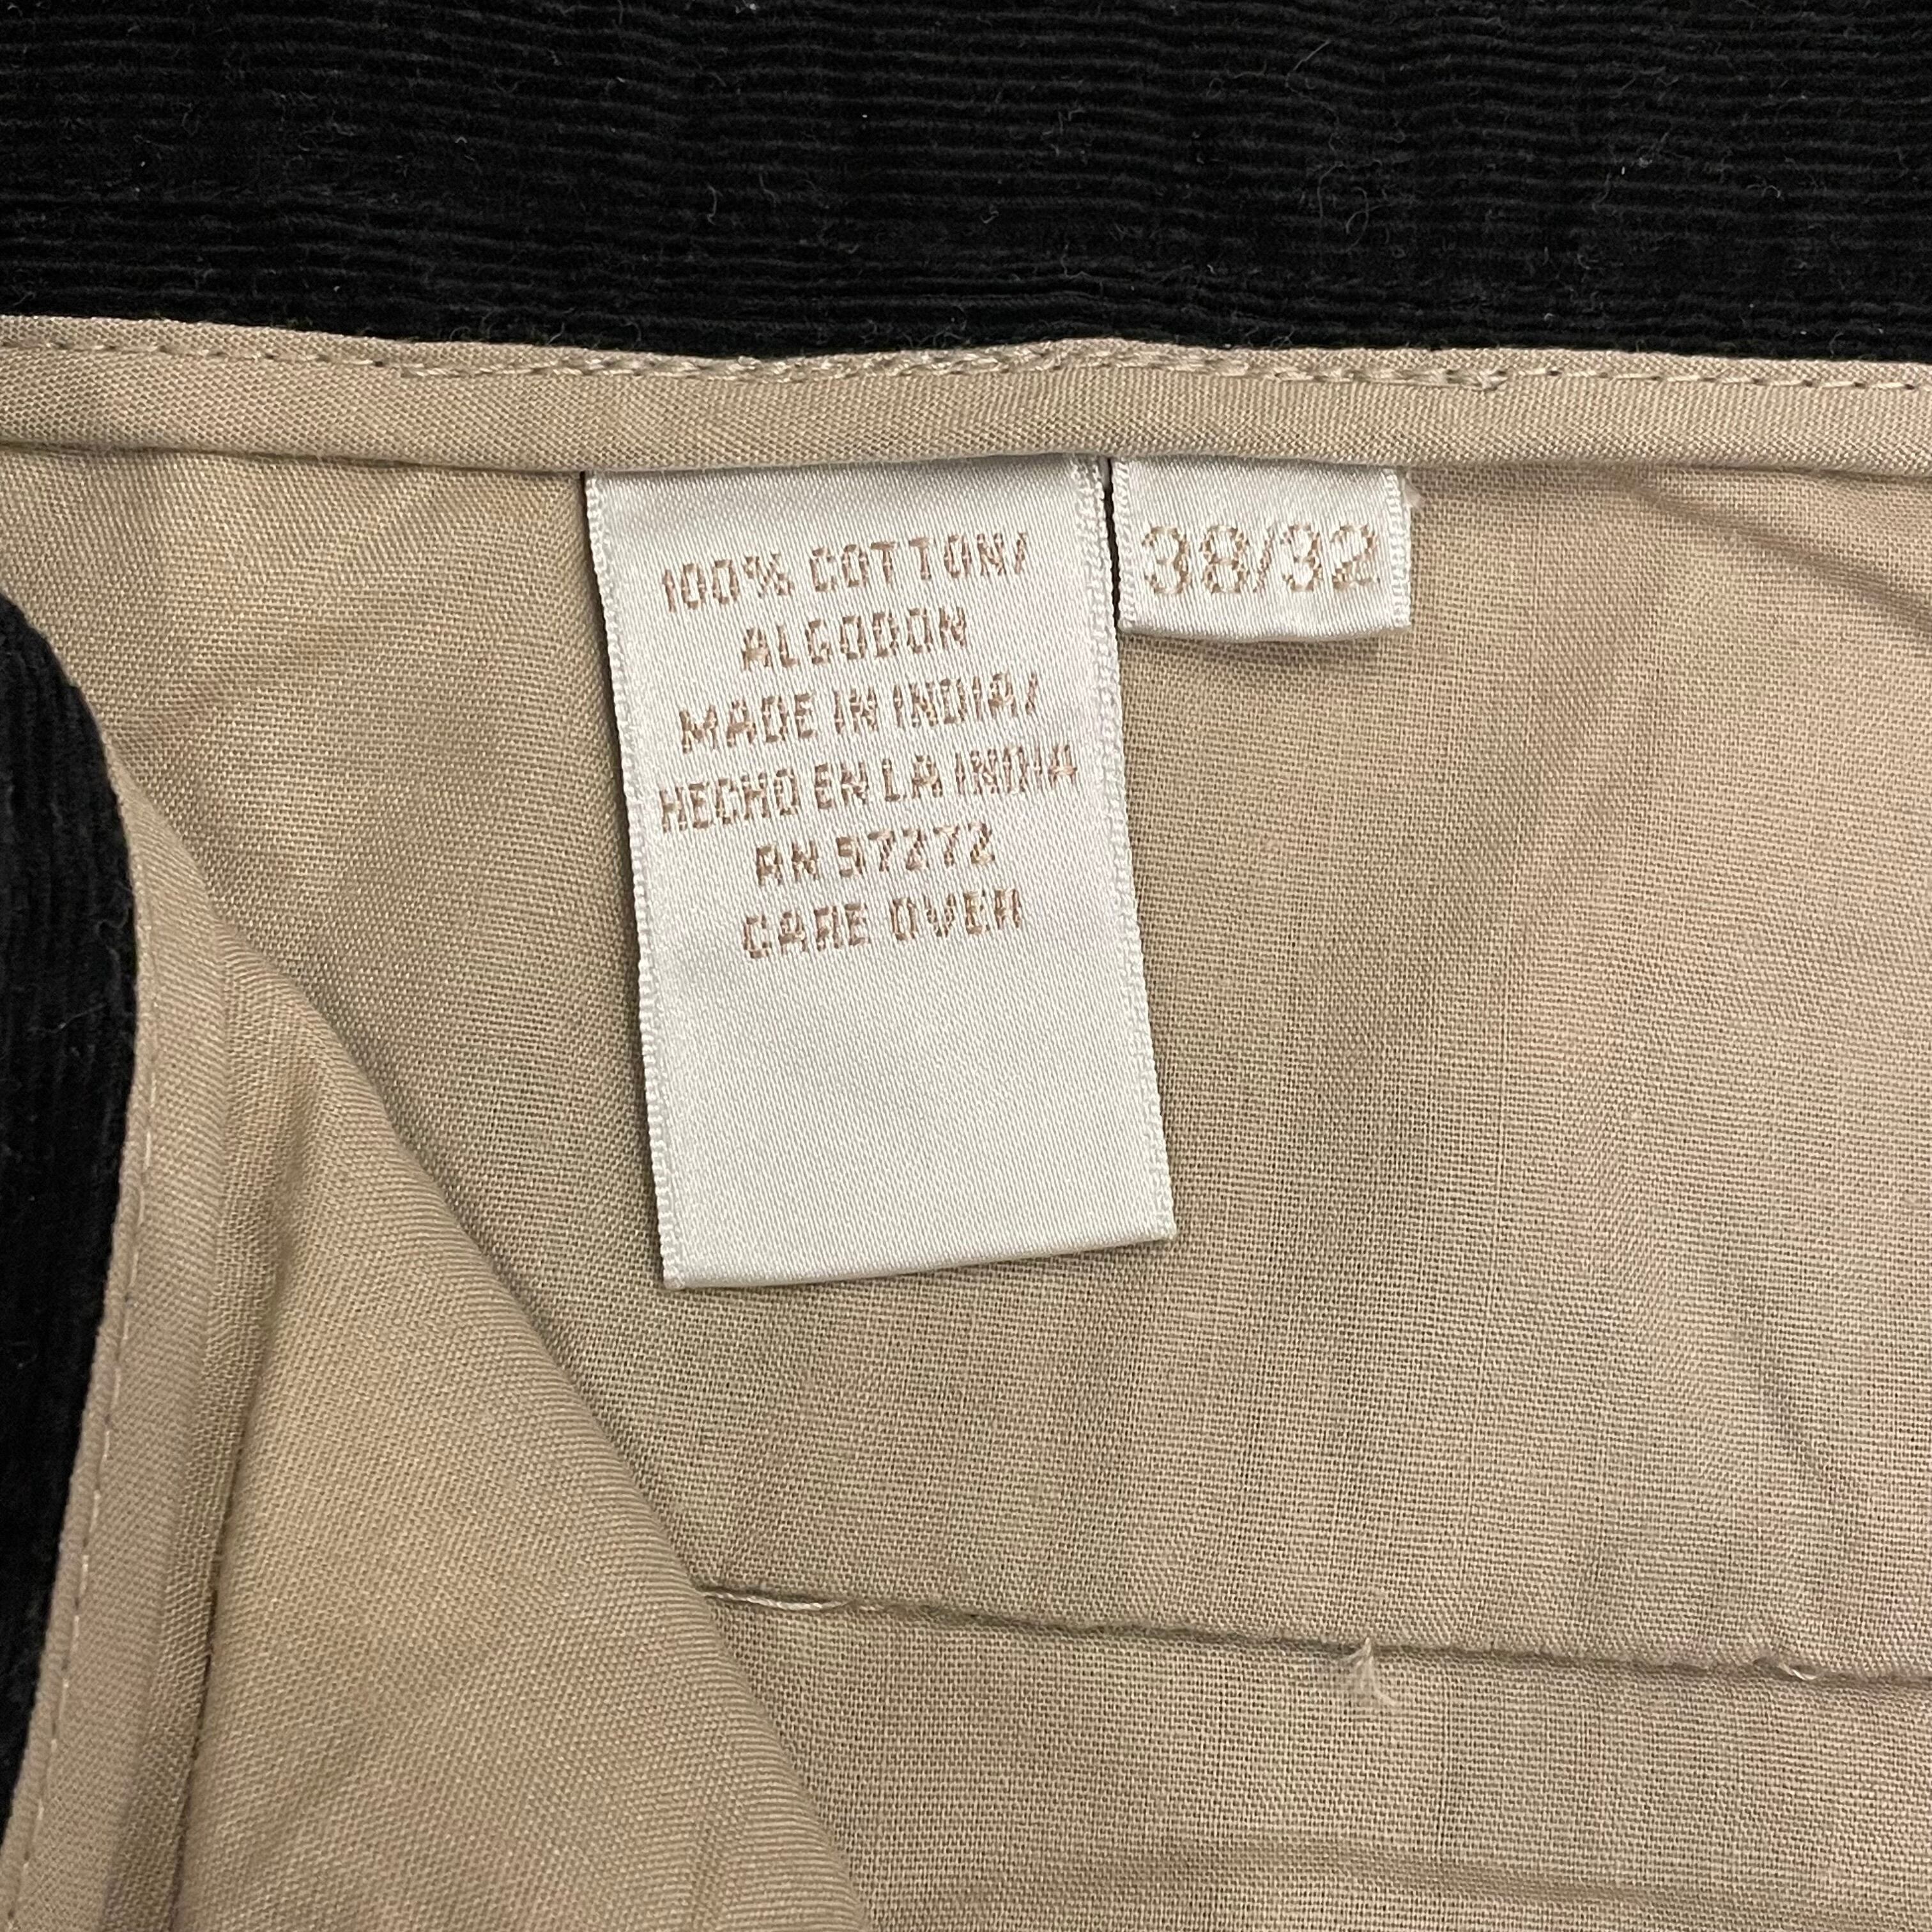 100% COTTON/
ALGODON
MADE IN INDIA/
HECHO EN LA INDIA
RN 57272
CARE OVER
38/32